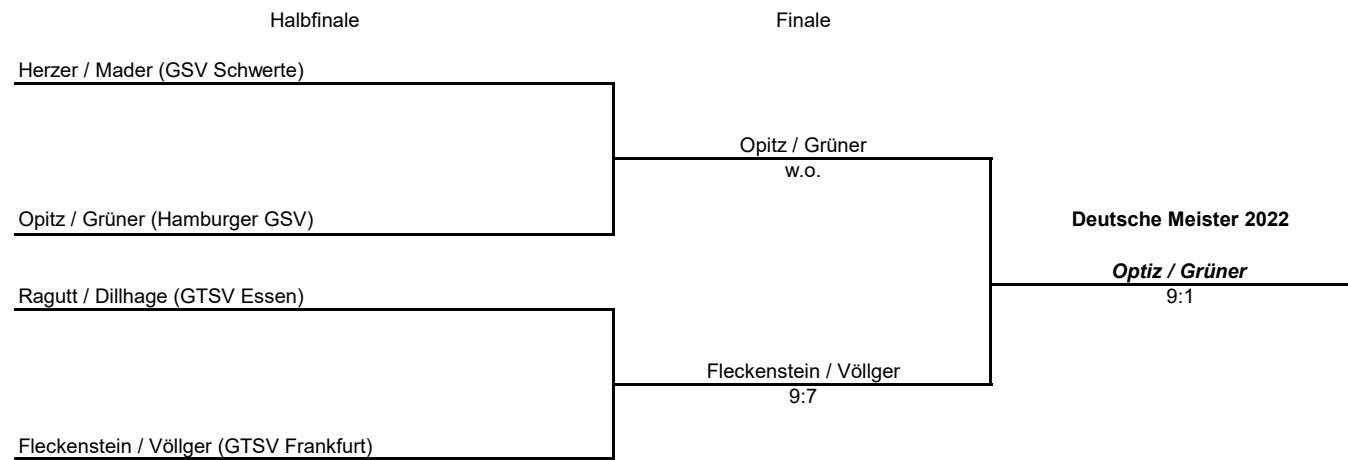 Halbfinale
Finale
Herzer / Mader (GSV Schwerte)
Opitz / Grüner
w.o.
Opitz / Grüner (Hamburger GSV)
Deutsche Meister 2022
Optiz / Grüner
9:1
Ragutt / Dillhage (GTSV Essen)
Fleckenstein / Völlger
9:7
Fleckenstein / Völlger (GTSV Frankfurt)